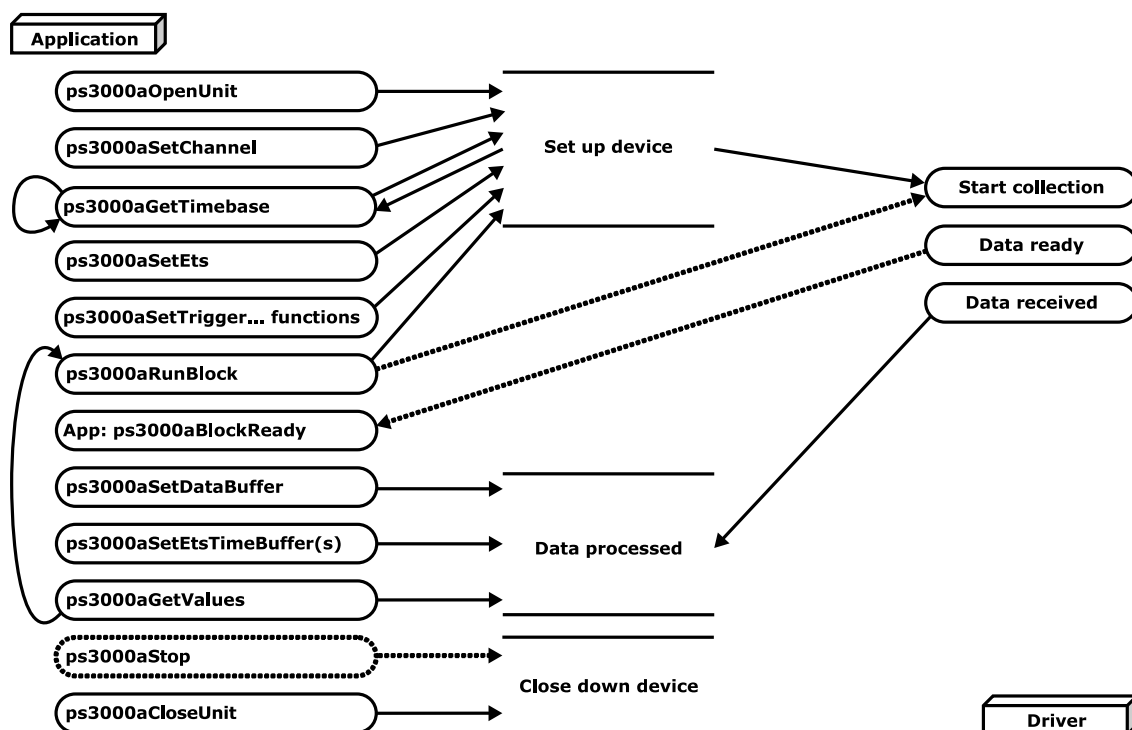 Application
ps3000aOpenUnit
ps3000aSetChannel
Set up device
Start collection
ps3000aGetTimebase
Data ready
ps3000aSetEts
Data received
ps3000aSetTrigger... functions
ps3000aRunBlock
App: ps3000aBlockReady
ps3000aSetDataBuffer
ps3000aSetEtsTimeBuffer(s)
Data processed
ps3000aGetValues
ps3000aStop
Close down device
ps3000aCloseUnit
Driver